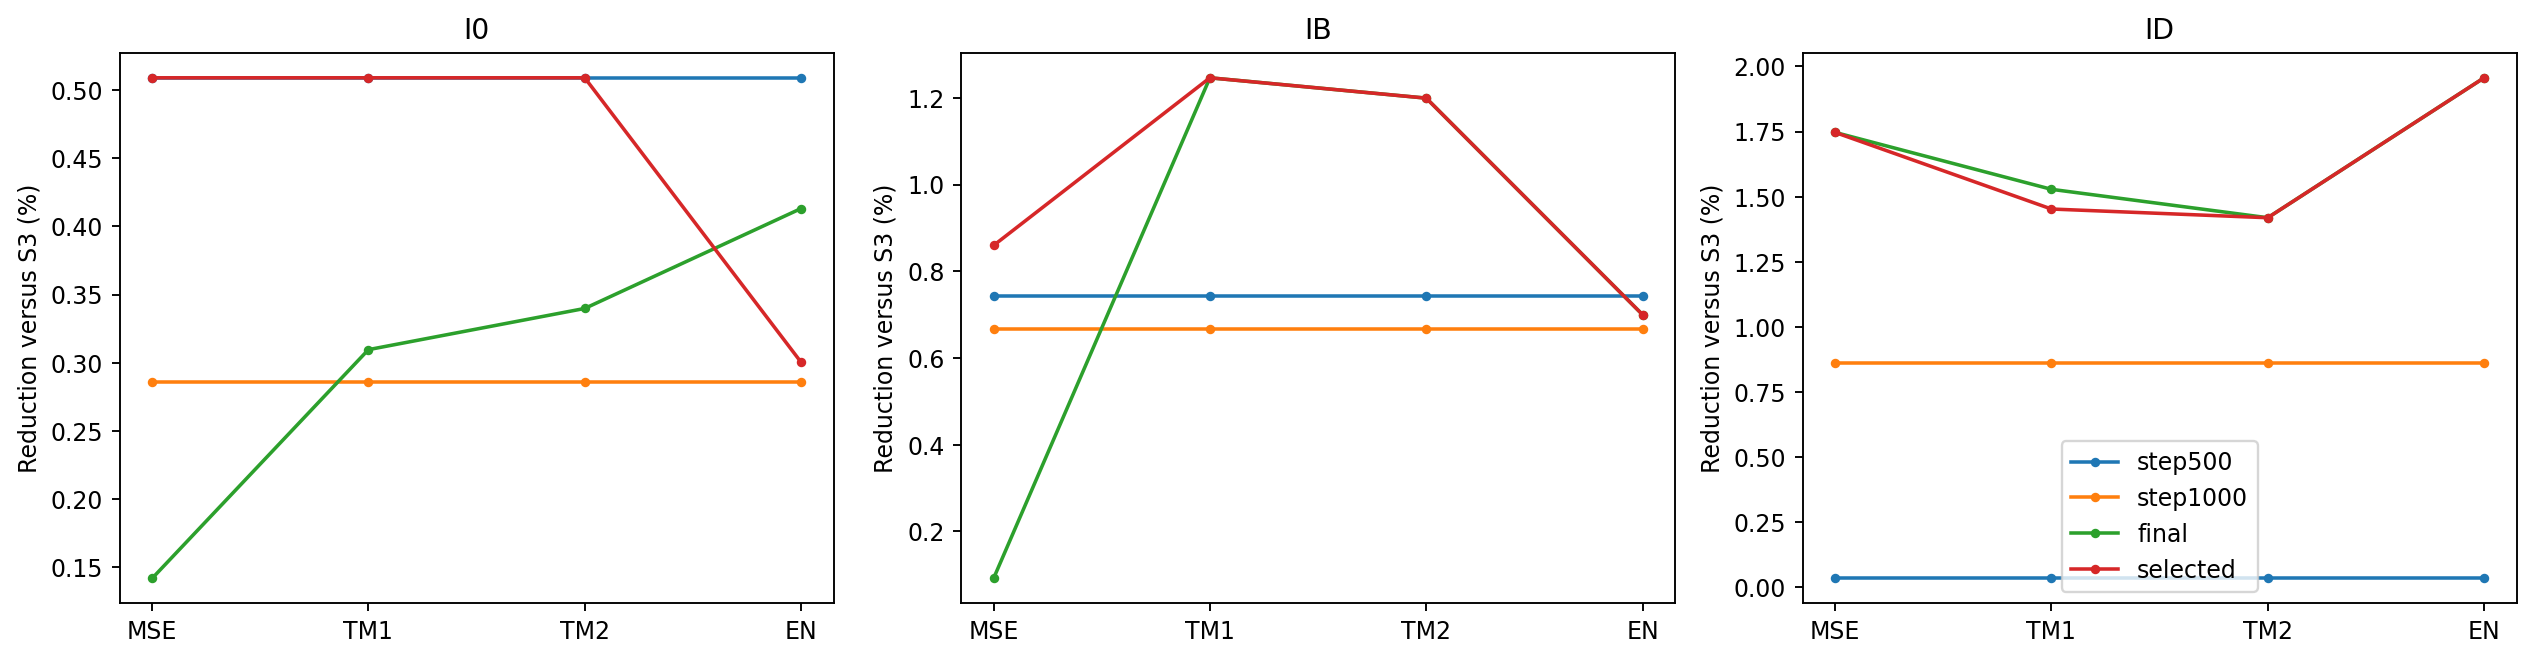 I0
Reduction versus S3 (%)
0.50
0.45
0.40
0.35
0.30
0.25
0.20
0.15
MSE TM1 TM2 EN
IB
Reduction versus S3 (%)
1.2
1.0
0.8
0.6
0.4
0.2
MSE TM1 TM2 EN
ID
Reduction versus S3 (%)
2.00
1.75
1.50
1.25
1.00
0.75
0.50
0.25
0.00
step500
step1000
final
selected
MSE TM1 TM2 EN